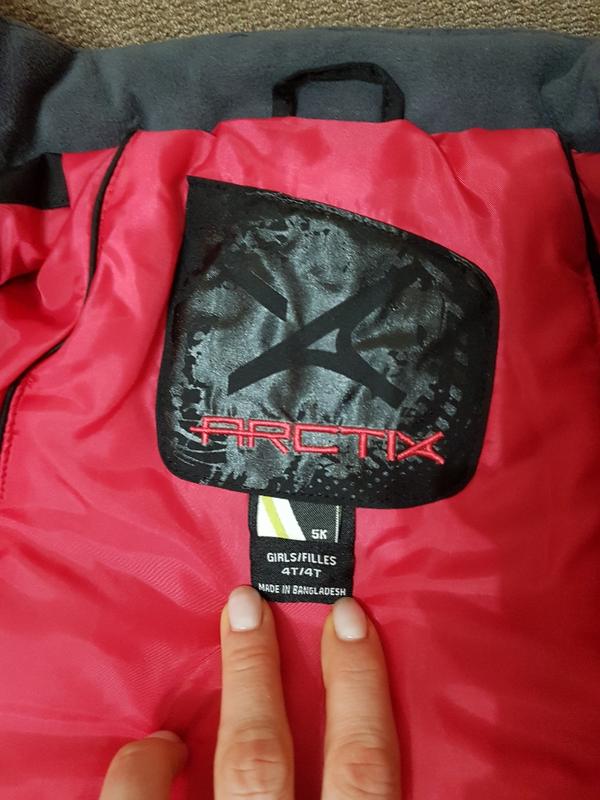 ARCTIX
5K
GIRLS/FILLES
4T/4T
MADE IN BANGLADESH